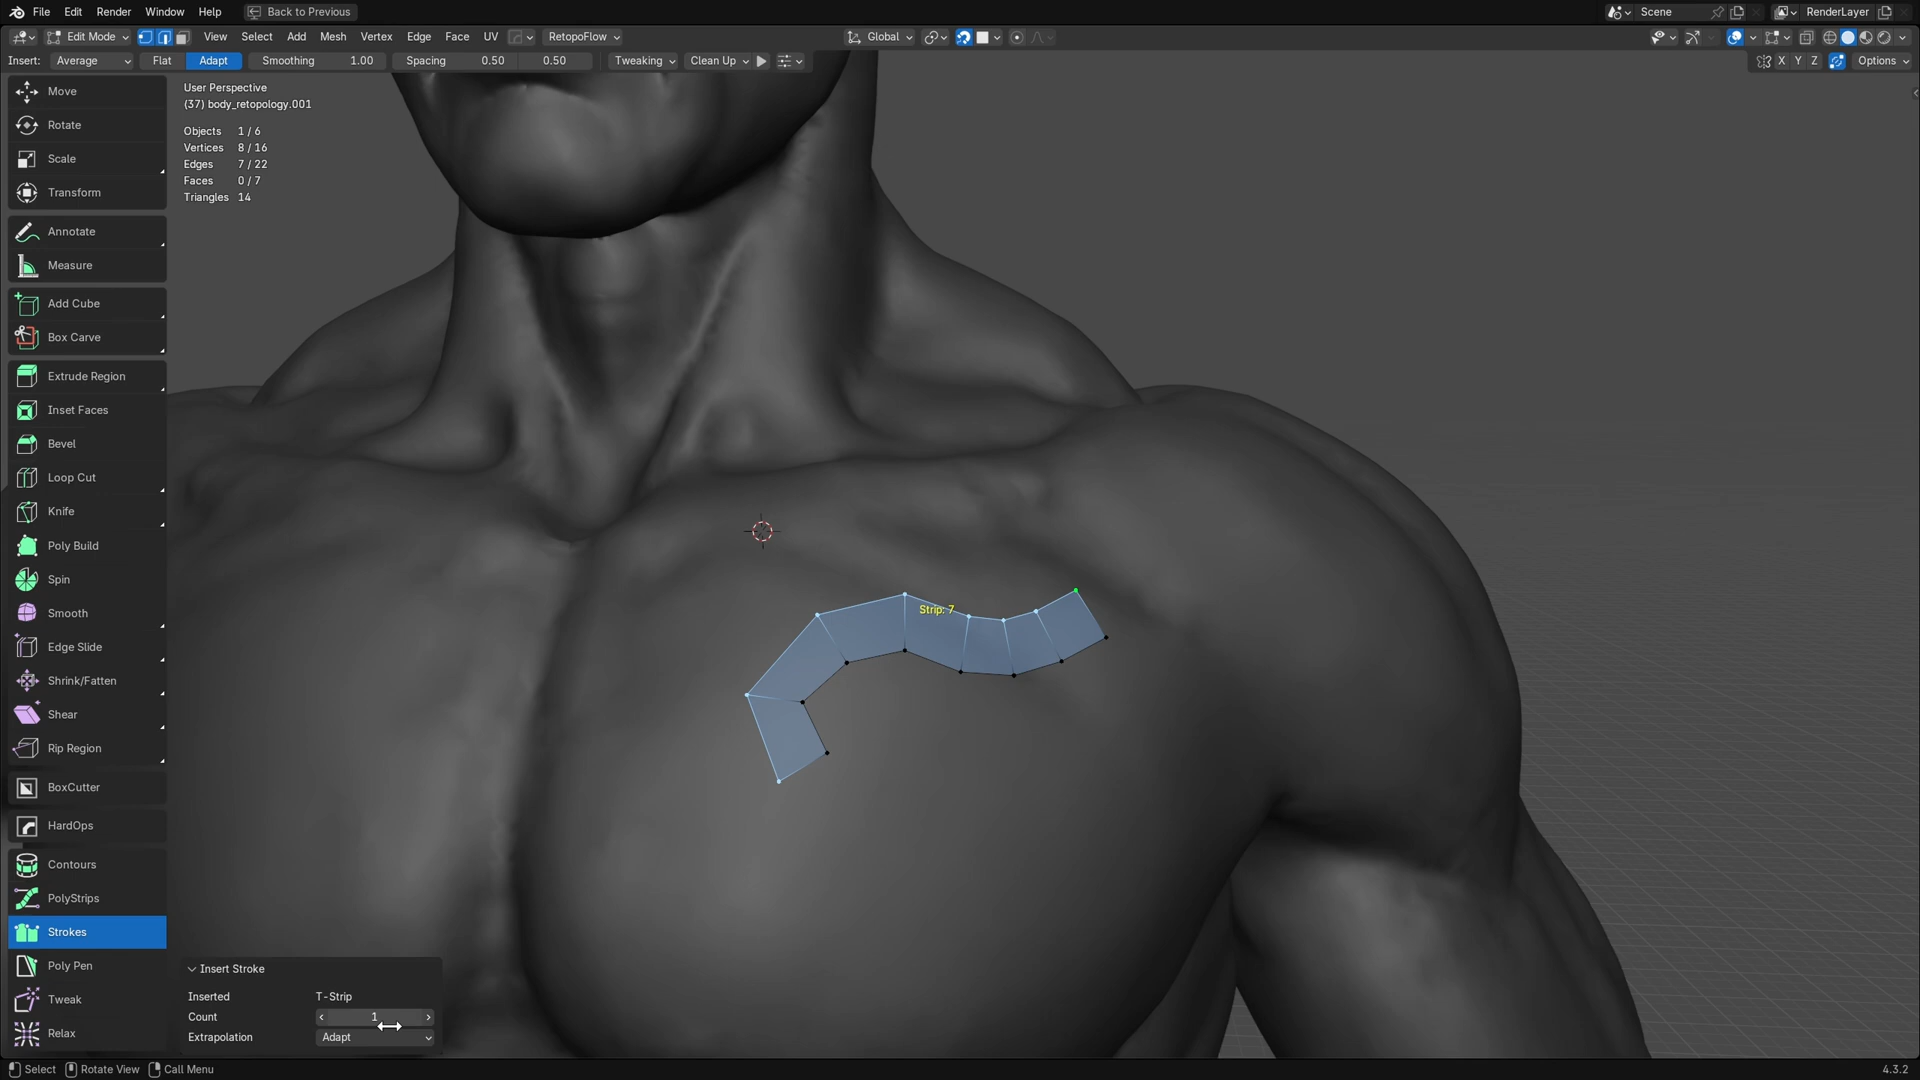 File Edit Render Window Help Back to Previous Scene RenderLayer
Edit Mode View Select Add Mesh Vertex Edge Face UV RetopoFlow Global
Insert: Average Flat Adapt Smoothing 1.00 Spacing 0.50 0.50 Tweaking Clean Up X Y Z Options
Move
Rotate
Scale
Transform
Annotate
Measure
Add Cube
Box Carve
Extrude Region
Inset Faces
Bevel
Loop Cut
Knife
Poly Build
Spin
Smooth
Edge Slide
Shrink/Fatten
Shear
Rip Region
BoxCutter
HardOps
Contours
PolyStrips
Strokes
Poly Pen
Tweak
Relax
User Perspective
(37) body_retopology.001
Objects 1 / 6
Vertices 8 / 16
Edges 7 / 22
Faces 0 / 7
Triangles 14
Strip: 7
Insert Stroke
Inserted T-Strip
Count 1
Extrapolation Adapt
Select Rotate View Call Menu 4.3.2